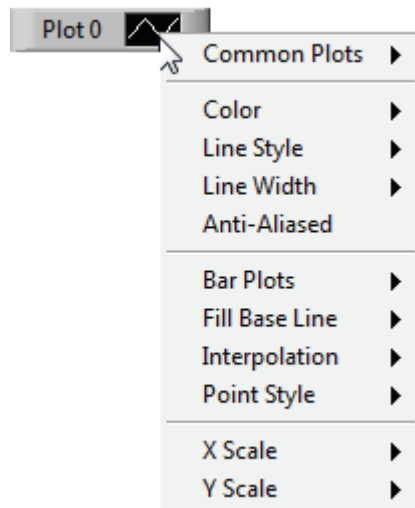 Plot 0
Common Plots
Color
Line Style
Line Width
Anti-Aliased
Bar Plots
Fill Base Line
Interpolation
Point Style
X Scale
Y Scale